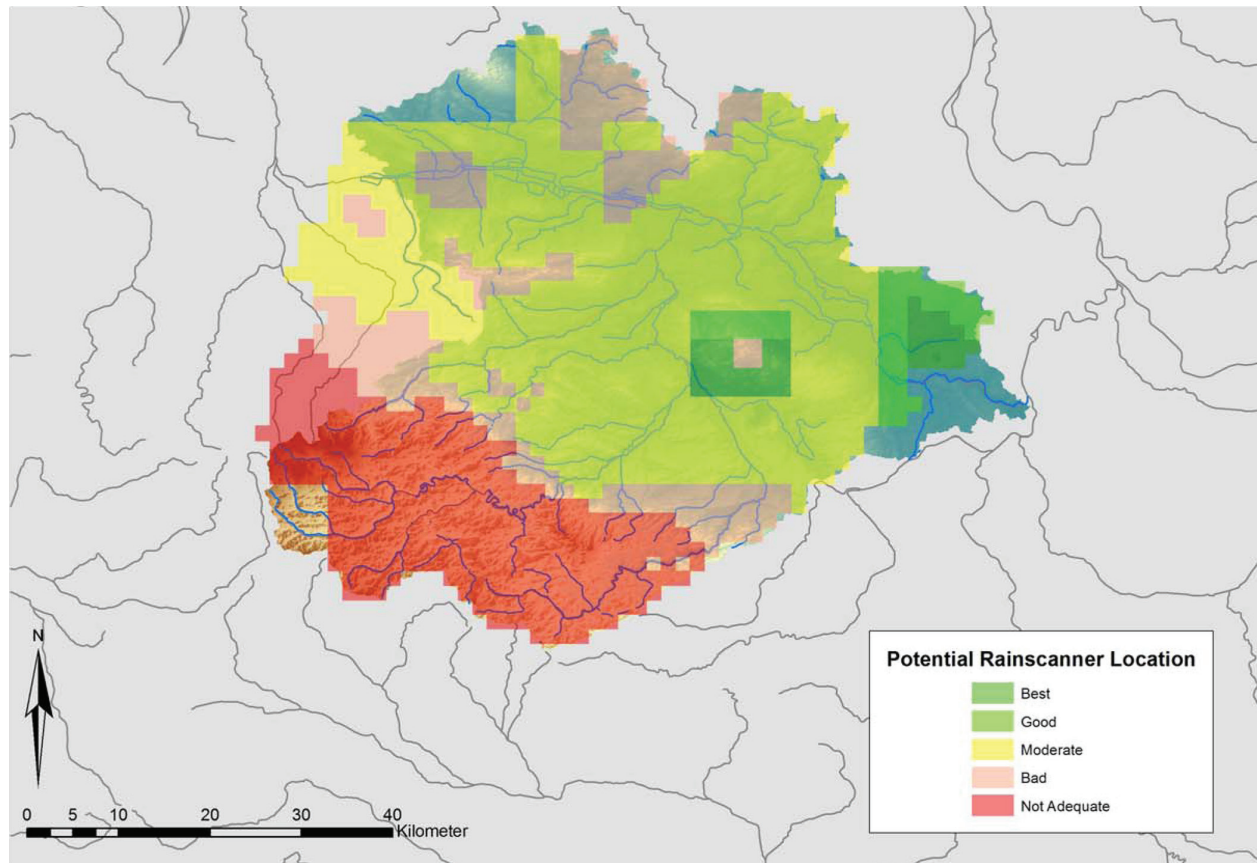 N
0 5 10 20 30 40
Kilometer
Potential Rainscanner Location
Best
Good
Moderate
Bad
Not Adequate